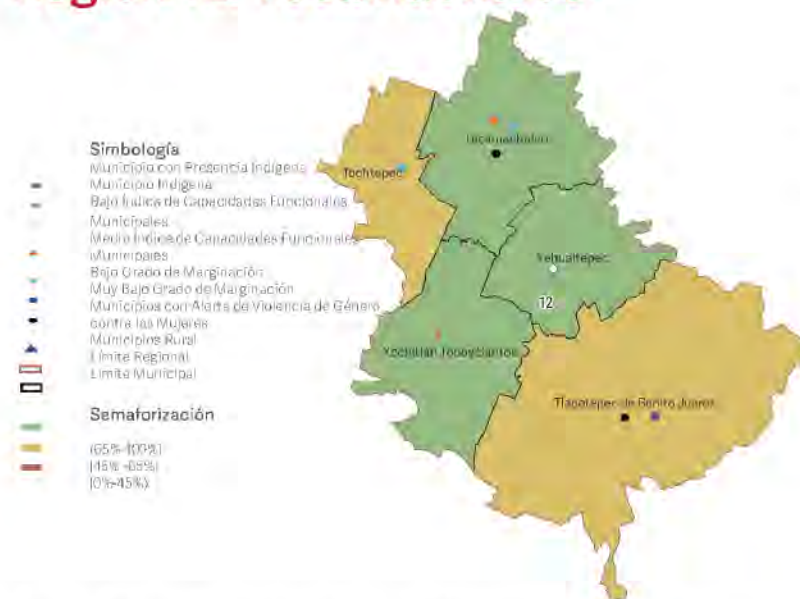 Simbología
Municipio con Presencia Indígena
Municipio Indígena
Bajo Índice de Capacidades Funcionales
Municipales
Medio Índice de Capacidades Funcionales
Municipales
Bajo Grado de Marginación
Muy Bajo Grado de Marginación
Municipios con Alerta de Violencia de Género
contra las Mujeres
Municipios Rural
Límite Regional
Límite Municipal
Semaforización
(65%-100%)
(45%-65%)
(0%-45%)
Tochtepec
Yehualtepec
12
Tlacotepec de Benito Juárez